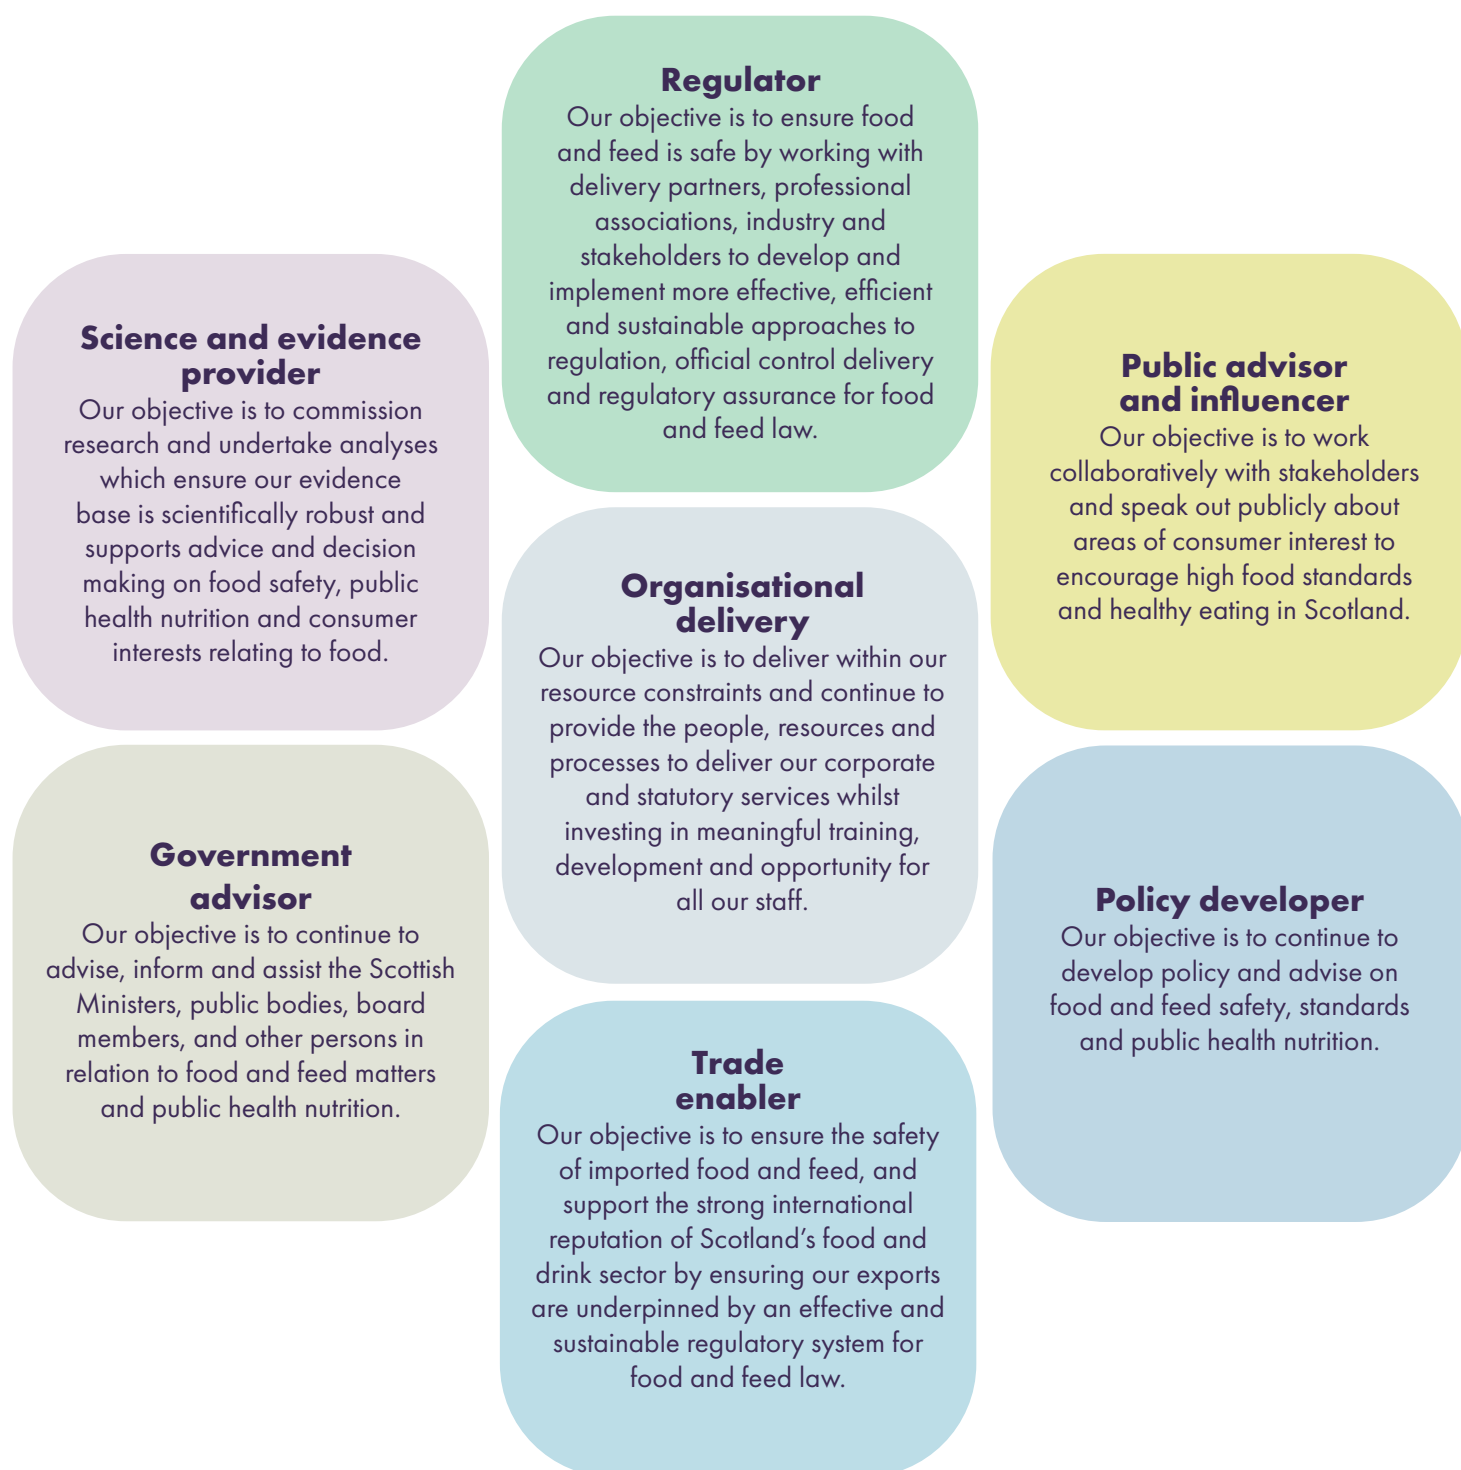 Regulator
Our objective is to ensure food
and feed is safe by working with
delivery partners, professional
associations, industry and
stakeholders to develop and
implement more effective, efficient
and sustainable approaches to
regulation, official control delivery
and regulatory assurance for food
and feed law.
Science and evidence
provider
Our objective is to commission
research and undertake analyses
which ensure our evidence
base is scientifically robust and
supports advice and decision
making on food safety, public
health nutrition and consumer
interests relating to food.
Public advisor
and influencer
Our objective is to work
collaboratively with stakeholders
and speak out publicly about
areas of consumer interest to
encourage high food standards
and healthy eating in Scotland.
Organisational
delivery
Our objective is to deliver within our
resource constraints and continue to
provide the people, resources and
processes to deliver our corporate
and statutory services whilst
investing in meaningful training,
development and opportunity for
all our staff.
Government
advisor
Our objective is to continue to
advise, inform and assist the Scottish
Ministers, public bodies, board
members, and other persons in
relation to food and feed matters
and public health nutrition.
Policy developer
Our objective is to continue to
develop policy and advise on
food and feed safety, standards
and public health nutrition.
Trade
enabler
Our objective is to ensure the safety
of imported food and feed, and
support the strong international
reputation of Scotland’s food and
drink sector by ensuring our exports
are underpinned by an effective and
sustainable regulatory system for
food and feed law.